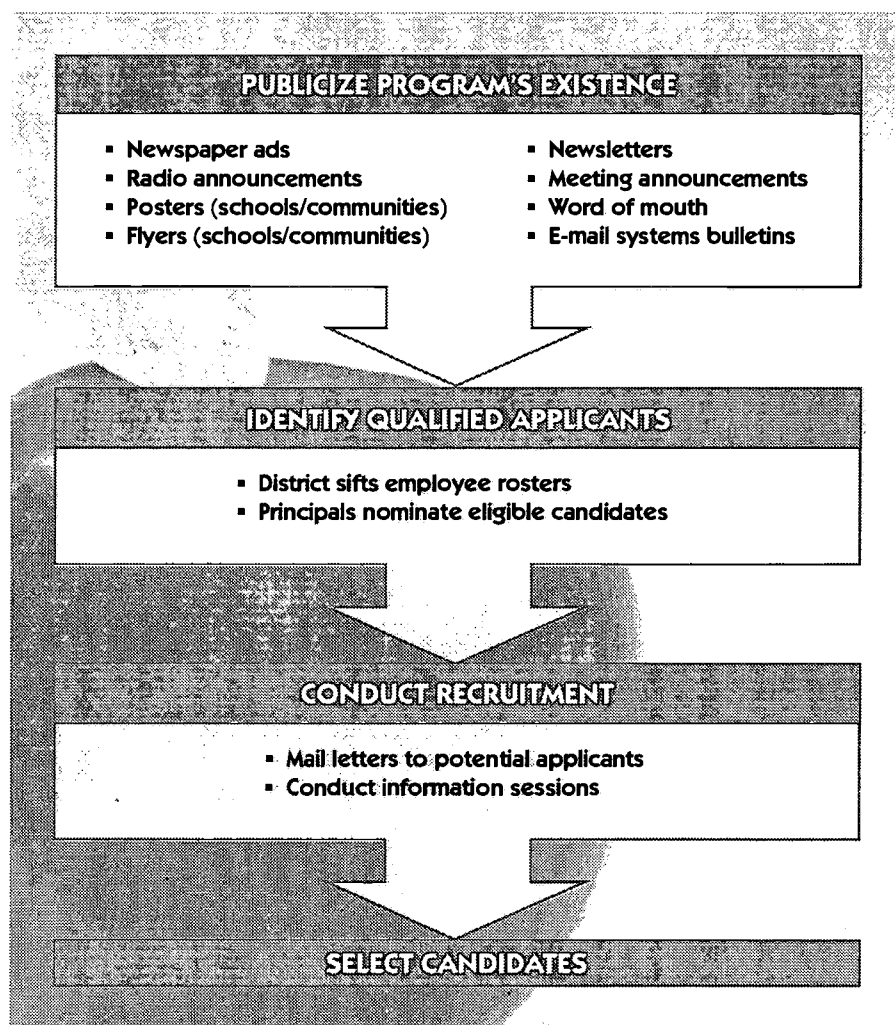 PUBLICIZE PROGRAM'S EXISTENCE
▪ Newspaper ads
▪ Radio announcements
▪ Posters (schools/communities)
▪ Flyers (schools/communities)
▪ Newsletters
▪ Meeting announcements
▪ Word of mouth
▪ E-mail systems bulletins
IDENTIFY QUALIFIED APPLICANTS
▪ District sifts employee rosters
▪ Principals nominate eligible candidates
CONDUCT RECRUITMENT
▪ Mail letters to potential applicants
▪ Conduct information sessions
SELECT CANDIDATES